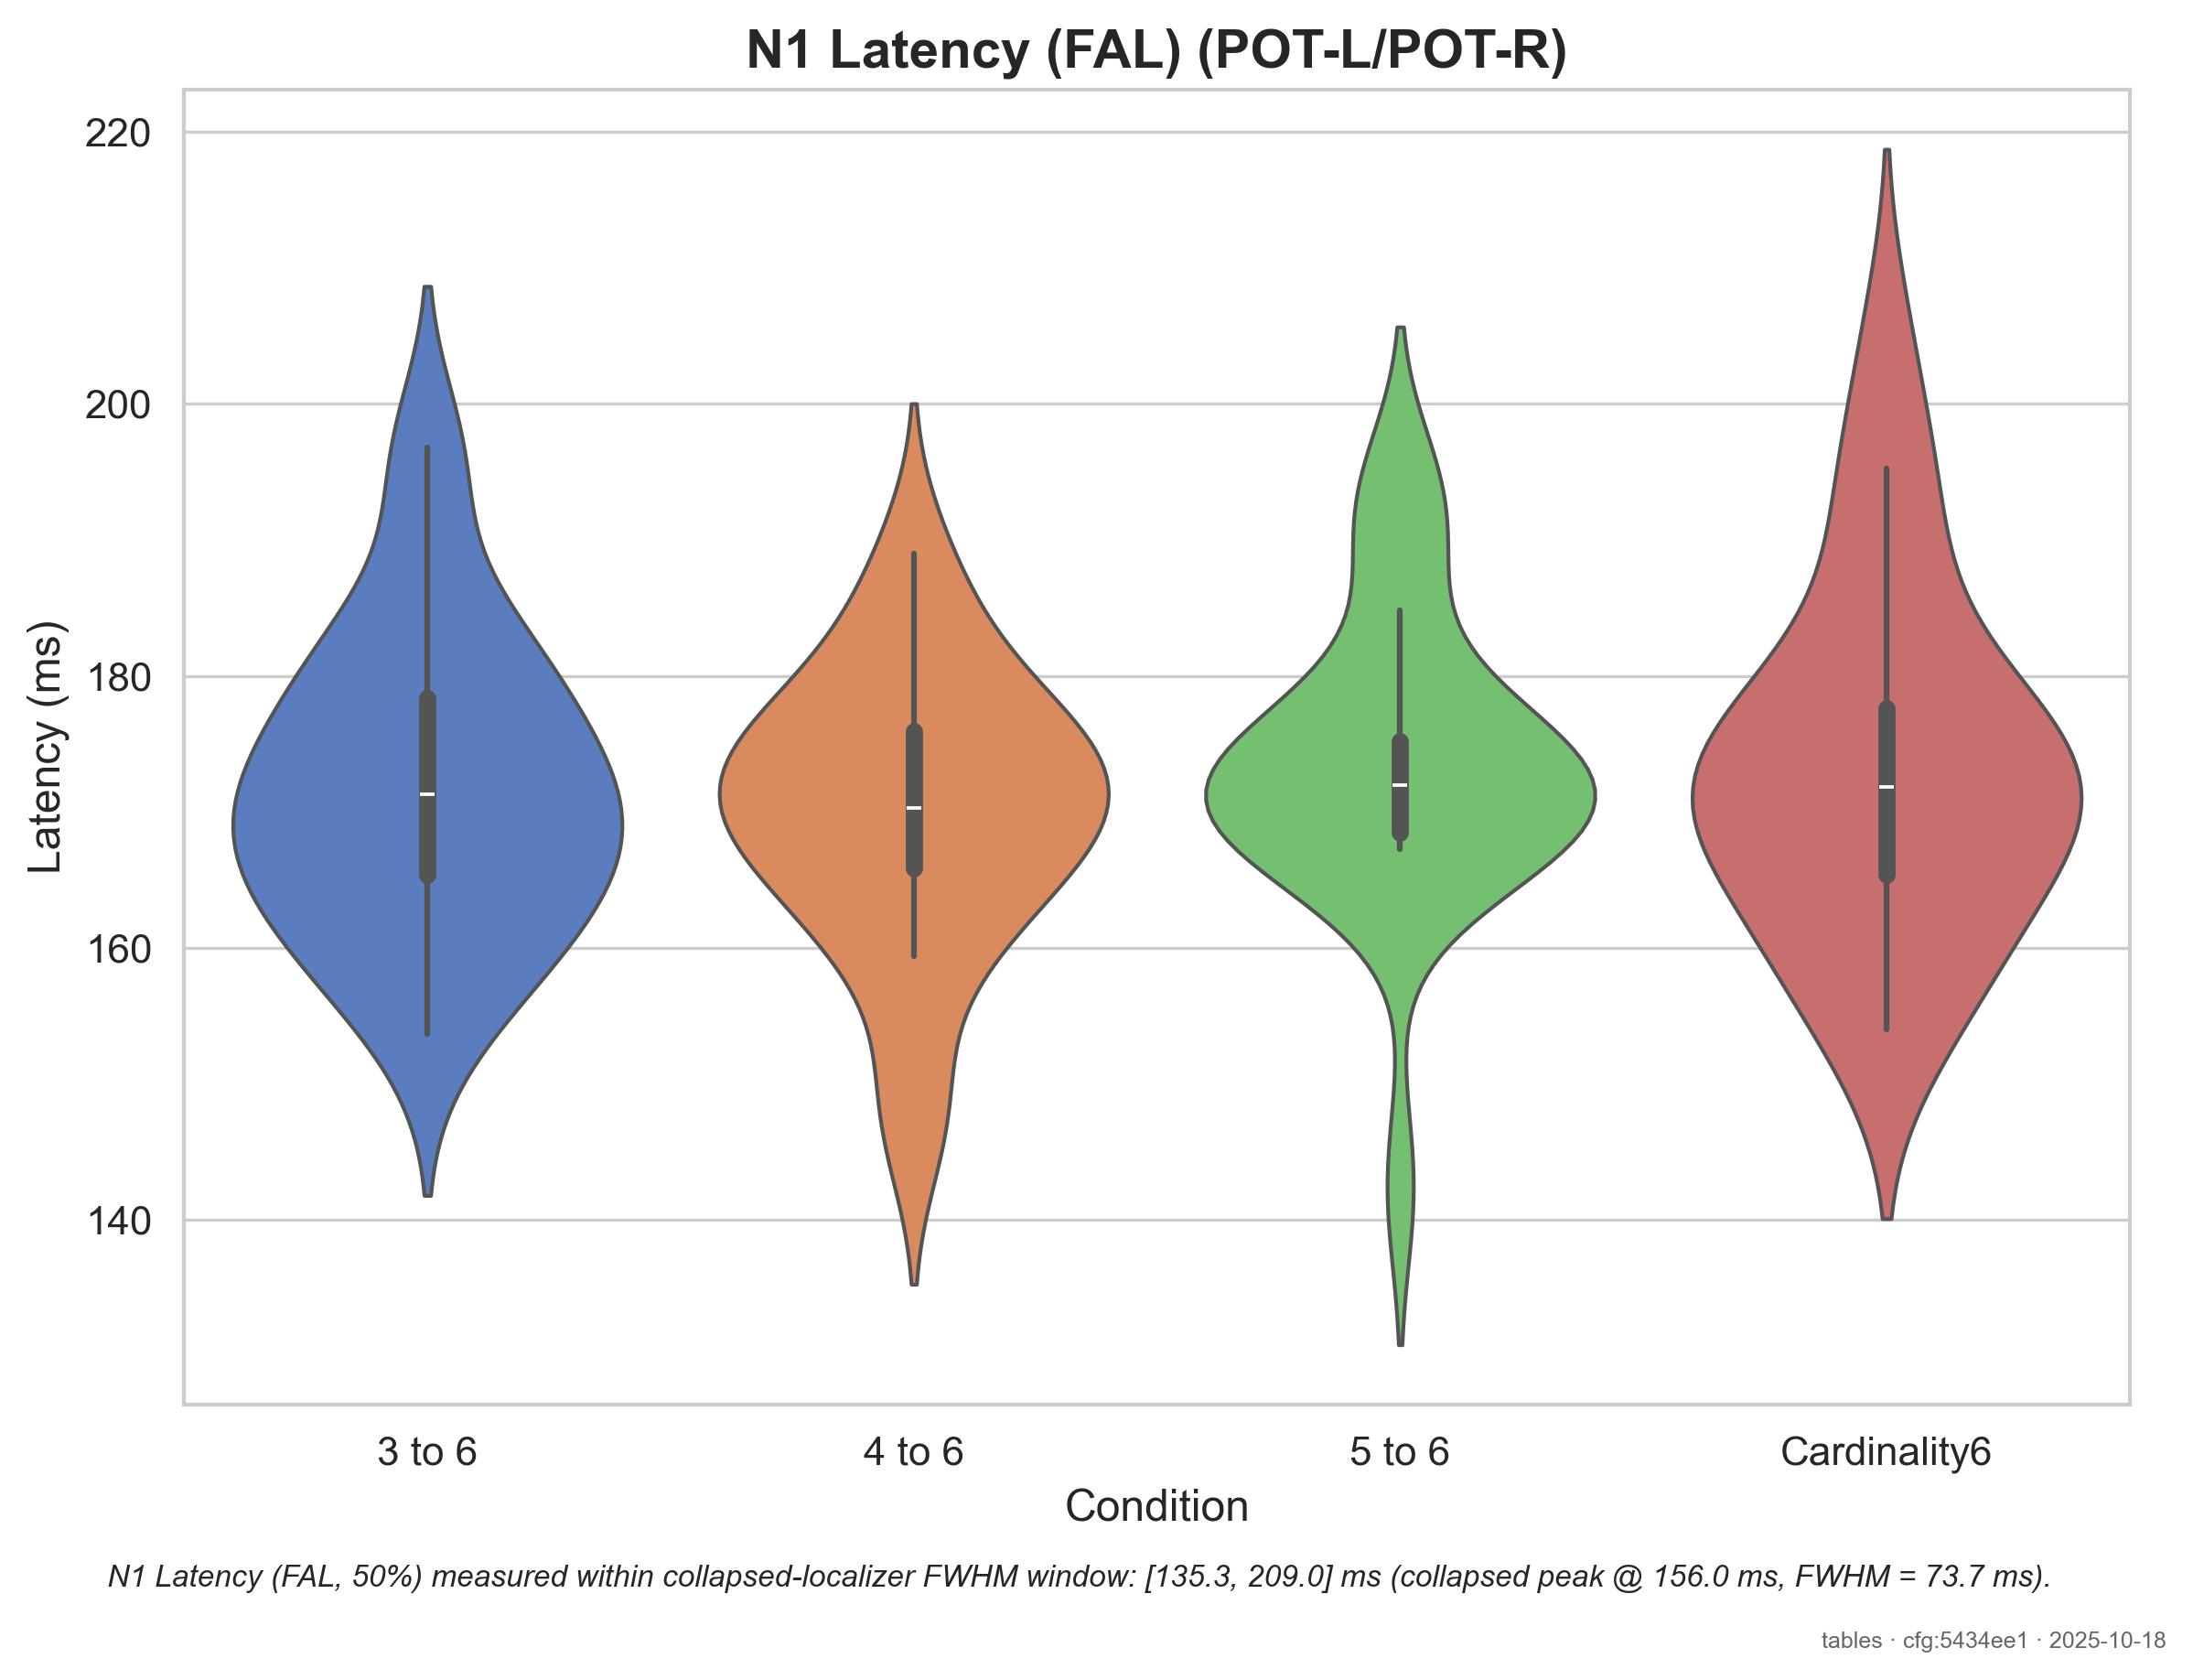 N1 Latency (FAL) (POT-L/POT-R)
Latency (ms)
220
200
180
160
140
3 to 6
4 to 6
5 to 6
Cardinality6
Condition
N1 Latency (FAL, 50%) measured within collapsed-localizer FWHM window: [135.3, 209.0] ms (collapsed peak @ 156.0 ms, FWHM = 73.7 ms).
tables · cfg:5434ee1 · 2025-10-18